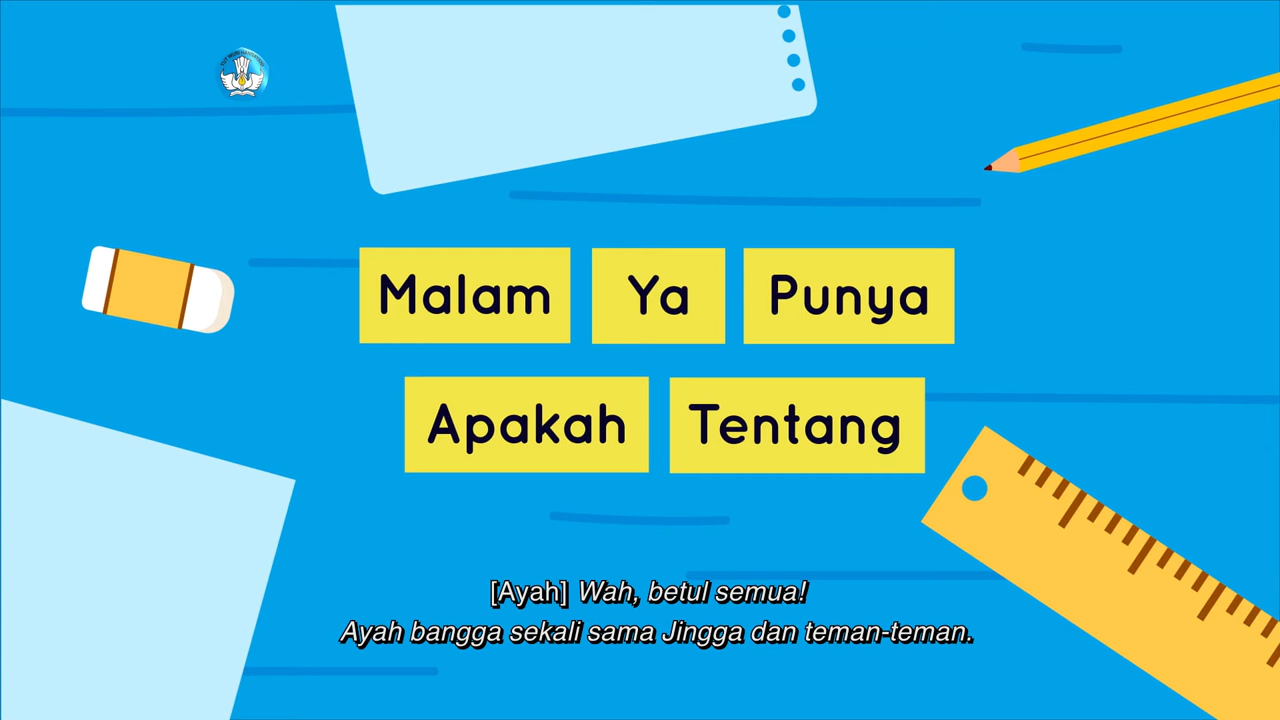 Malam Ya Punya
Apakah Tentang
[Ayah] Wah, betul semua!
Ayah bangga sekali sama Jingga dan teman-teman.